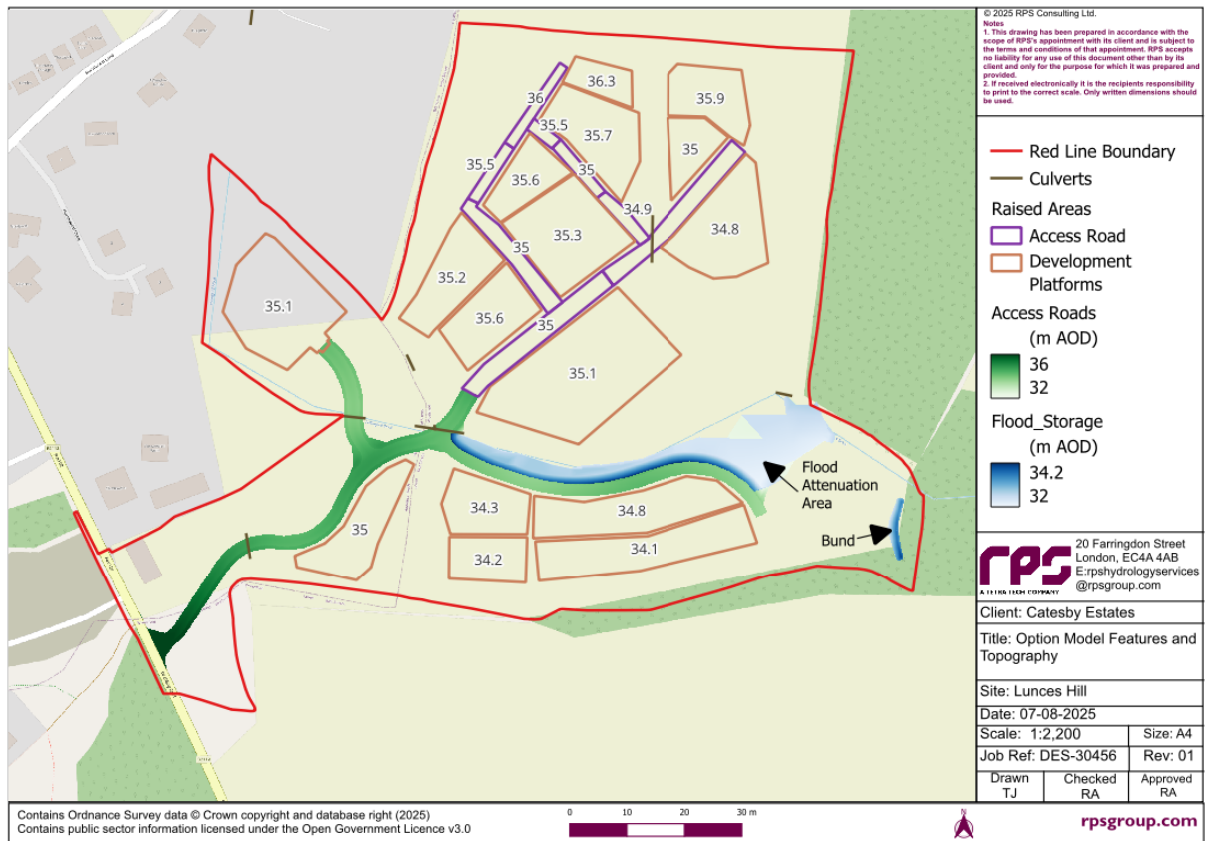 © 2025 RPS Consulting Ltd.
Notes
1. This drawing has been prepared in accordance with the
scope of RPS's appointment with its client and is subject to
the terms and conditions of that appointment. RPS accepts
no liability for any use of this document other than by its
client and only for the purpose for which it was prepared and
provided.
2. If received electronically it is the recipients responsibility
to print to the correct scale. Only written dimensions should
be used.
Red Line Boundary
Culverts
Raised Areas
Access Road
Development
Platforms
Access Roads
(m AOD)
36
32
Flood_Storage
(m AOD)
34.2
32
36.3
36
35.9
35.5
35.7
35
35.5
35
35.6
34.9
34.8
35.3
35
35.2
35.1
35.6
35
35.1
Flood
Attenuation
Area
34.3
34.8
35
34.2
34.1
Bund
rps
A TETRA TECH COMPANY
20 Farringdon Street
London, EC4A 4AB
E:rpshydrologyservices
@rpsgroup.com
Client: Catesby Estates
Title: Option Model Features and
Topography
Site: Lunces Hill
Date: 07-08-2025
Scale: 1:2,200
Size: A4
Job Ref: DES-30456
Rev: 01
Drawn
TJ
Checked
RA
Approved
RA
Contains Ordnance Survey data © Crown copyright and database right (2025)
Contains public sector information licensed under the Open Government Licence v3.0
0 10 20 30 m
N
rpsgroup.com